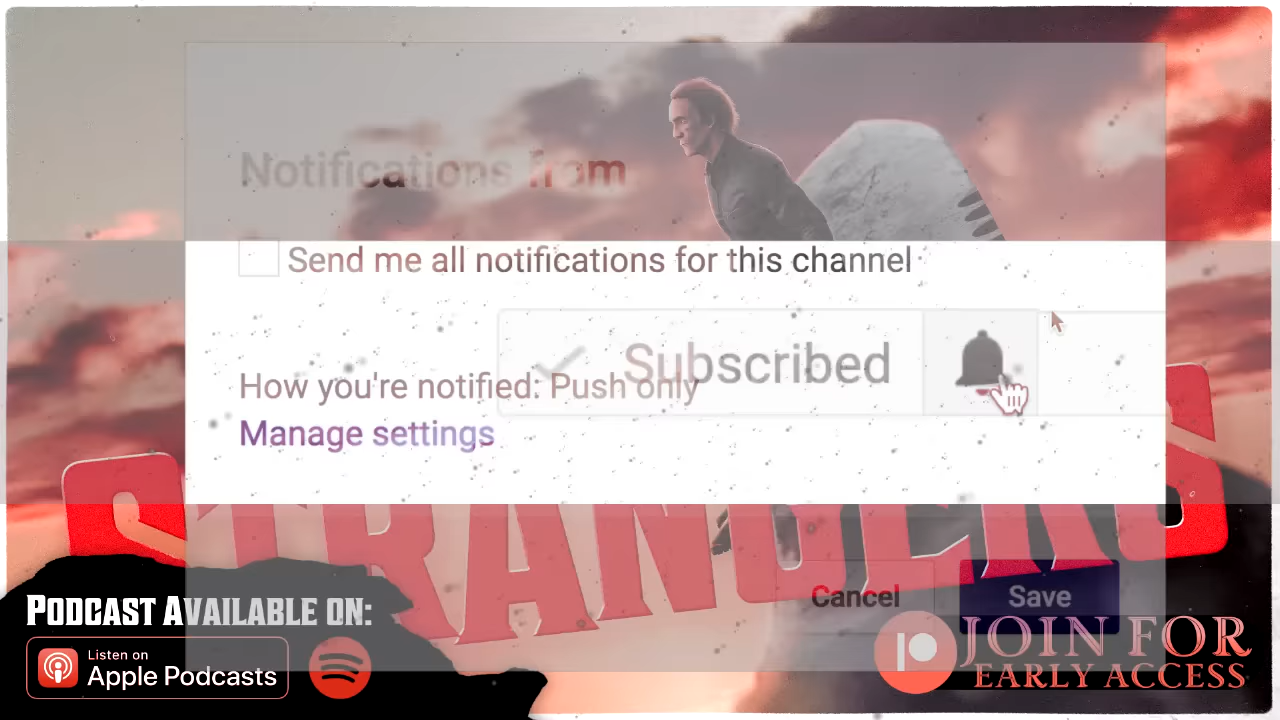 Notifications from
Send me all notifications for this channel
Subscribed
How you're notified: Push only
Manage settings
STRANGERS
Cancel
Save
PODCAST AVAILABLE ON:
Listen on
Apple Podcasts
JOIN FOR
EARLY ACCESS